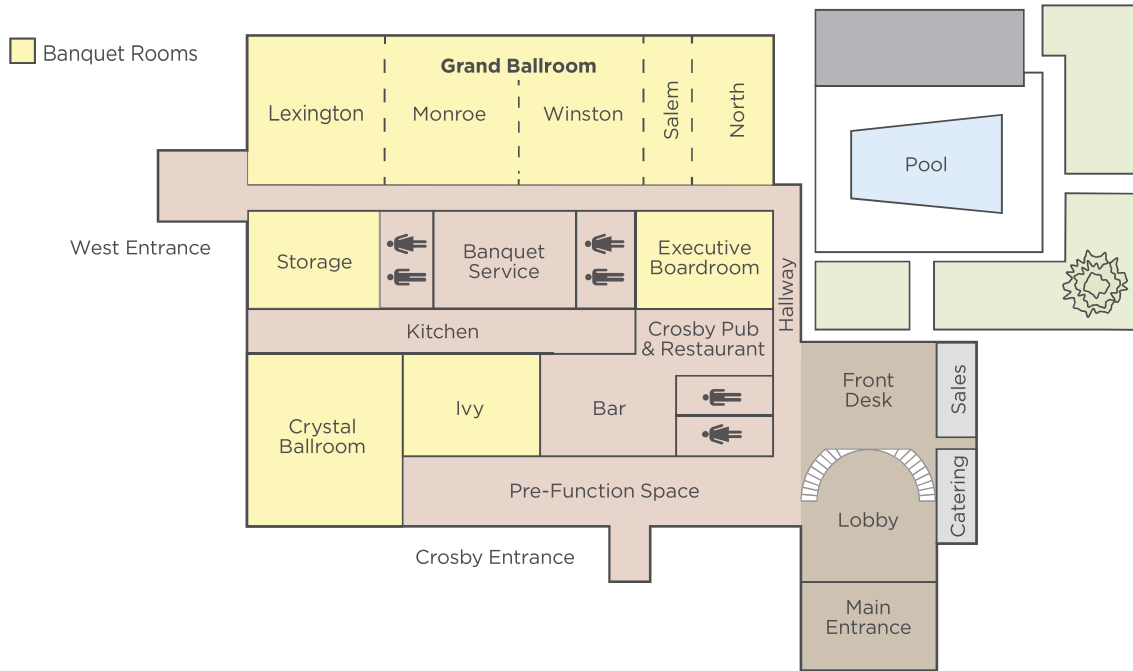 Banquet Rooms
Grand Ballroom
Lexington
Monroe
Winston
Salem
North
Pool
West Entrance
Storage
Banquet
Service
Executive
Boardroom
Hallway
Kitchen
Crosby Pub
& Restaurant
Front
Desk
Sales
Crystal
Ballroom
Ivy
Bar
Catering
Pre-Function Space
Lobby
Crosby Entrance
Main
Entrance